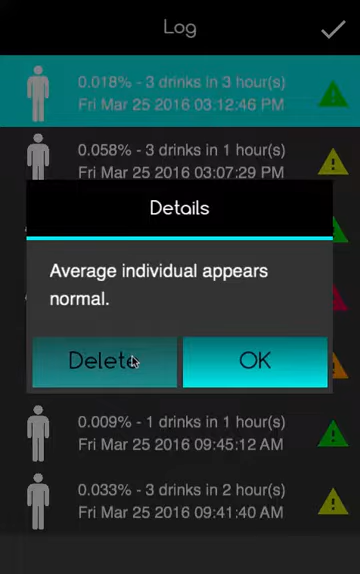 Log
0.018% - 3 drinks in 3 hour(s)
Fri Mar 25 2016 03:12:46 PM
0.058% - 3 drinks in 1 hour(s)
Fri Mar 25 2016 03:07:29 PM
Details
Average individual appears
normal.
Delete
OK
0.009% - 1 drinks in 1 hour(s)
Fri Mar 25 2016 09:45:12 AM
0.033% - 3 drinks in 2 hour(s)
Fri Mar 25 2016 09:41:40 AM